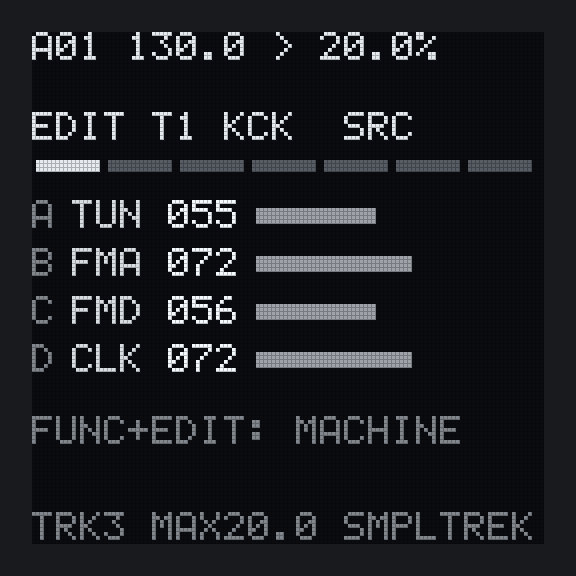 A01 130.0 > 20.0%
EDIT T1 KCK SRC
A TUN 055
B FMA 072
C FMD 056
D CLK 072
FUNC+EDIT: MACHINE
TRK3 MAX20.0 SMPLTREK